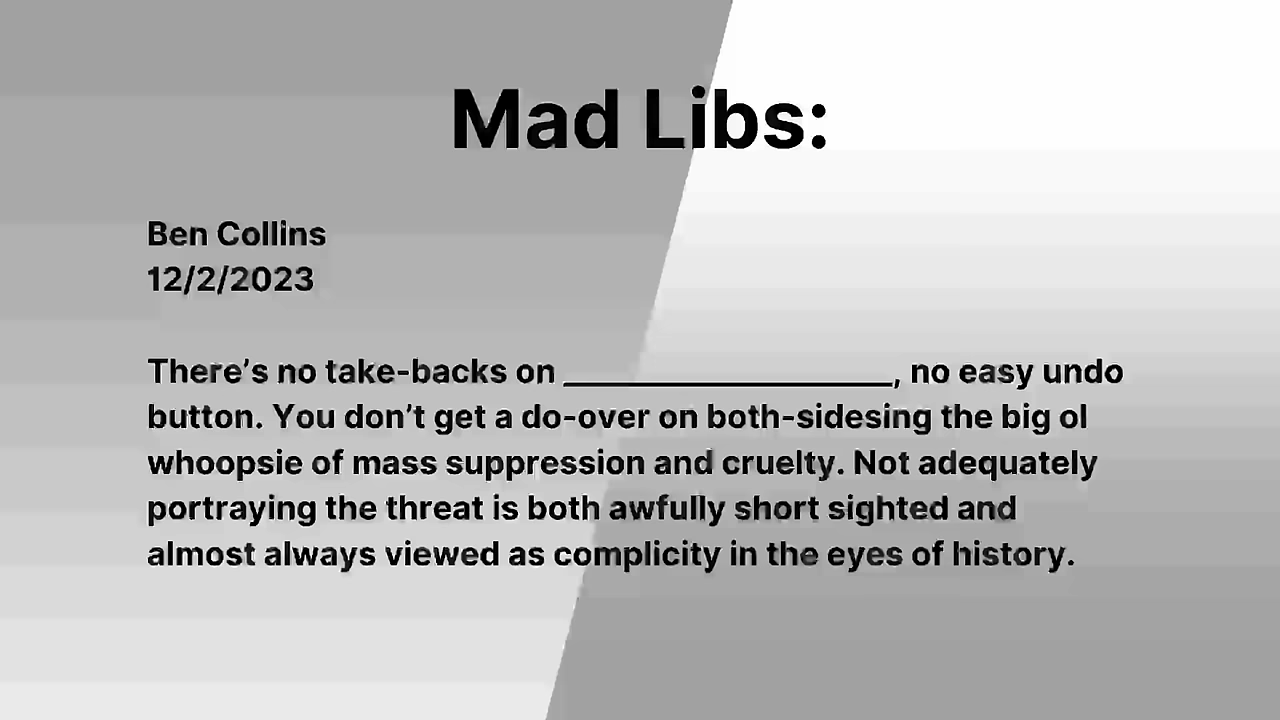 Mad Libs:
Ben Collins
12/2/2023
There’s no take-backs on __________________, no easy undo
button. You don’t get a do-over on both-sidesing the big ol
whoopsie of mass suppression and cruelty. Not adequately
portraying the threat is both awfully short sighted and
almost always viewed as complicity in the eyes of history.